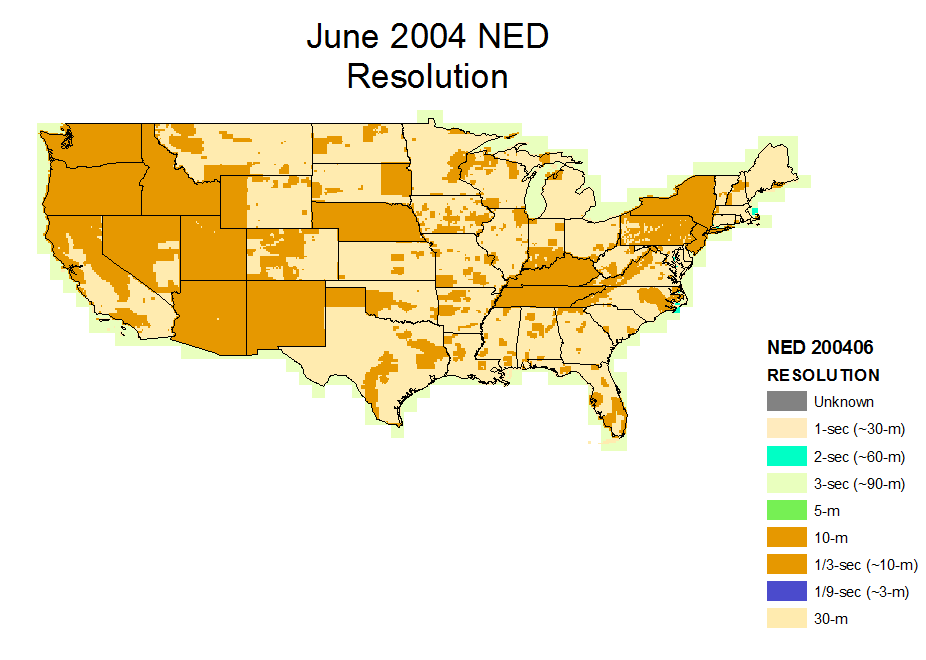 June 2004 NED
Resolution
NED 200406
RESOLUTION
Unknown
1-sec (~30-m)
2-sec (~60-m)
3-sec (~90-m)
5-m
10-m
1/3-sec (~10-m)
1/9-sec (~3-m)
30-m